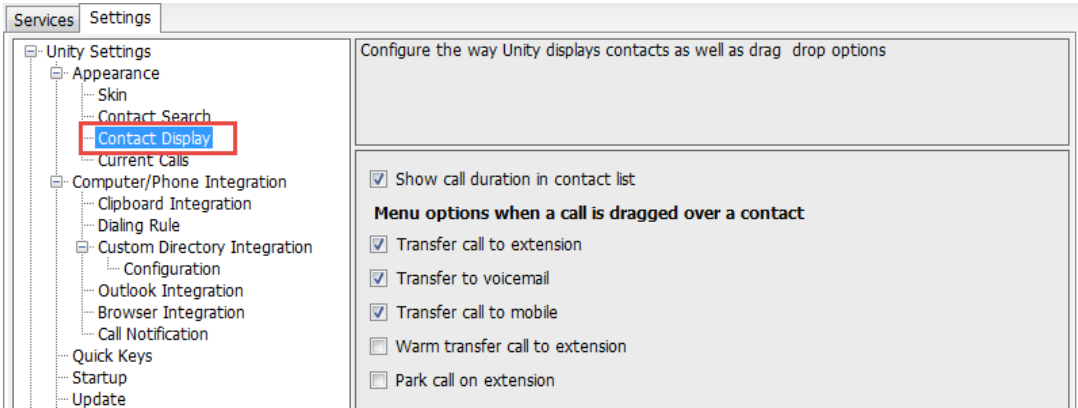 Services Settings
Unity Settings
Appearance
Skin
Contact Search
Contact Display
Current Calls
Computer/Phone Integration
Clipboard Integration
Dialing Rule
Custom Directory Integration
Configuration
Outlook Integration
Browser Integration
Call Notification
Quick Keys
Startup
Update
Configure the way Unity displays contacts as well as drag drop options
Show call duration in contact list
Menu options when a call is dragged over a contact
Transfer call to extension
Transfer to voicemail
Transfer call to mobile
Warm transfer call to extension
Park call on extension